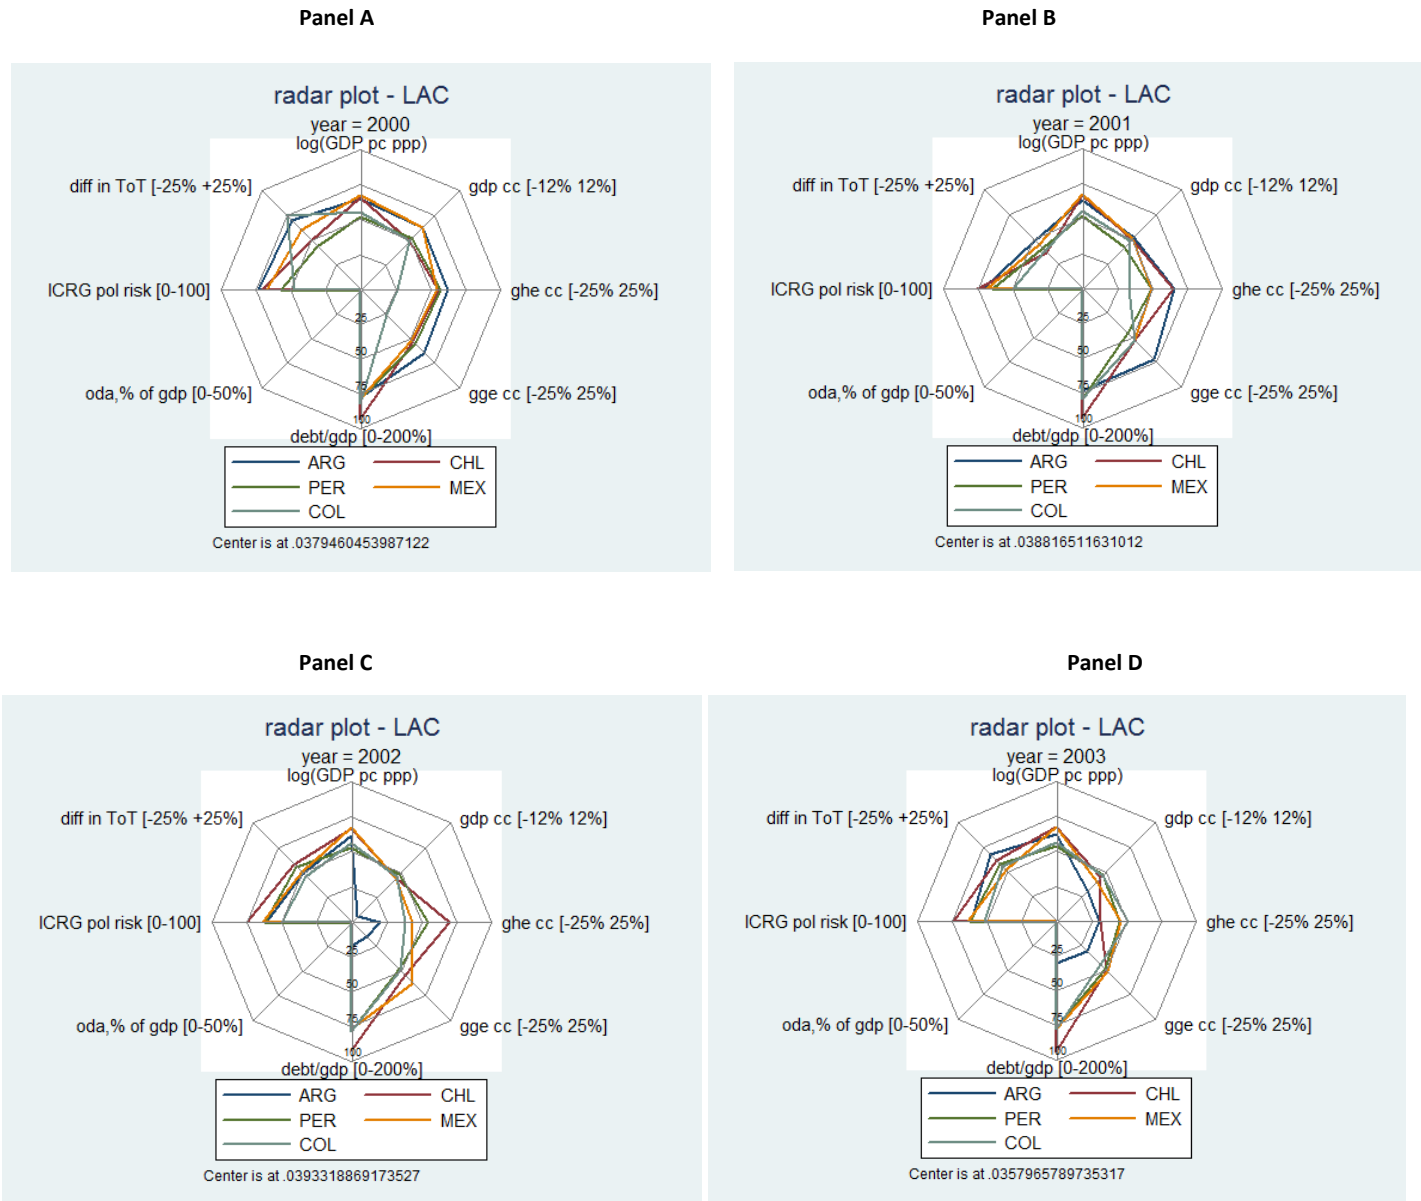 Panel A
radar plot - LAC
year = 2000
log(GDP pc ppp)
diff in ToT [-25% +25%]
gdp cc [-12% 12%]
ICRG pol risk [0-100]
ghe cc [-25% 25%]
25
50
75
100
oda,% of gdp [0-50%]
gge cc [-25% 25%]
debt/gdp [0-200%]
ARG
CHL
PER
MEX
COL
Center is at .0379460453987122
Panel B
radar plot - LAC
year = 2001
log(GDP pc ppp)
diff in ToT [-25% +25%]
gdp cc [-12% 12%]
ICRG pol risk [0-100]
ghe cc [-25% 25%]
25
50
75
100
oda,% of gdp [0-50%]
gge cc [-25% 25%]
debt/gdp [0-200%]
ARG
CHL
PER
MEX
COL
Center is at .038816511631012
Panel C
radar plot - LAC
year = 2002
log(GDP pc ppp)
diff in ToT [-25% +25%]
gdp cc [-12% 12%]
ICRG pol risk [0-100]
ghe cc [-25% 25%]
25
50
75
100
oda,% of gdp [0-50%]
gge cc [-25% 25%]
debt/gdp [0-200%]
ARG
CHL
PER
MEX
COL
Center is at .0393318869173527
Panel D
radar plot - LAC
year = 2003
log(GDP pc ppp)
diff in ToT [-25% +25%]
gdp cc [-12% 12%]
ICRG pol risk [0-100]
ghe cc [-25% 25%]
25
50
75
100
oda,% of gdp [0-50%]
gge cc [-25% 25%]
debt/gdp [0-200%]
ARG
CHL
PER
MEX
COL
Center is at .0357965789735317